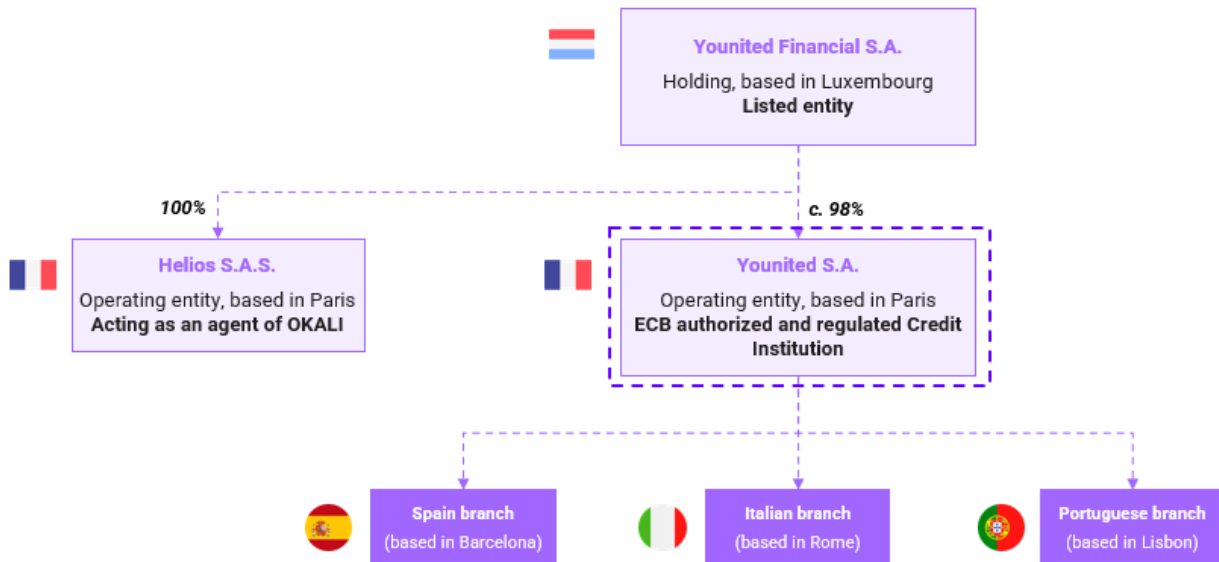 Younited Financial S.A.
Holding, based in Luxembourg
Listed entity
100%
c. 98%
Helios S.A.S.
Operating entity, based in Paris
Acting as an agent of OKALI
Younited S.A.
Operating entity, based in Paris
ECB authorized and regulated Credit
Institution
Spain branch
(based in Barcelona)
Italian branch
(based in Rome)
Portuguese branch
(based in Lisbon)